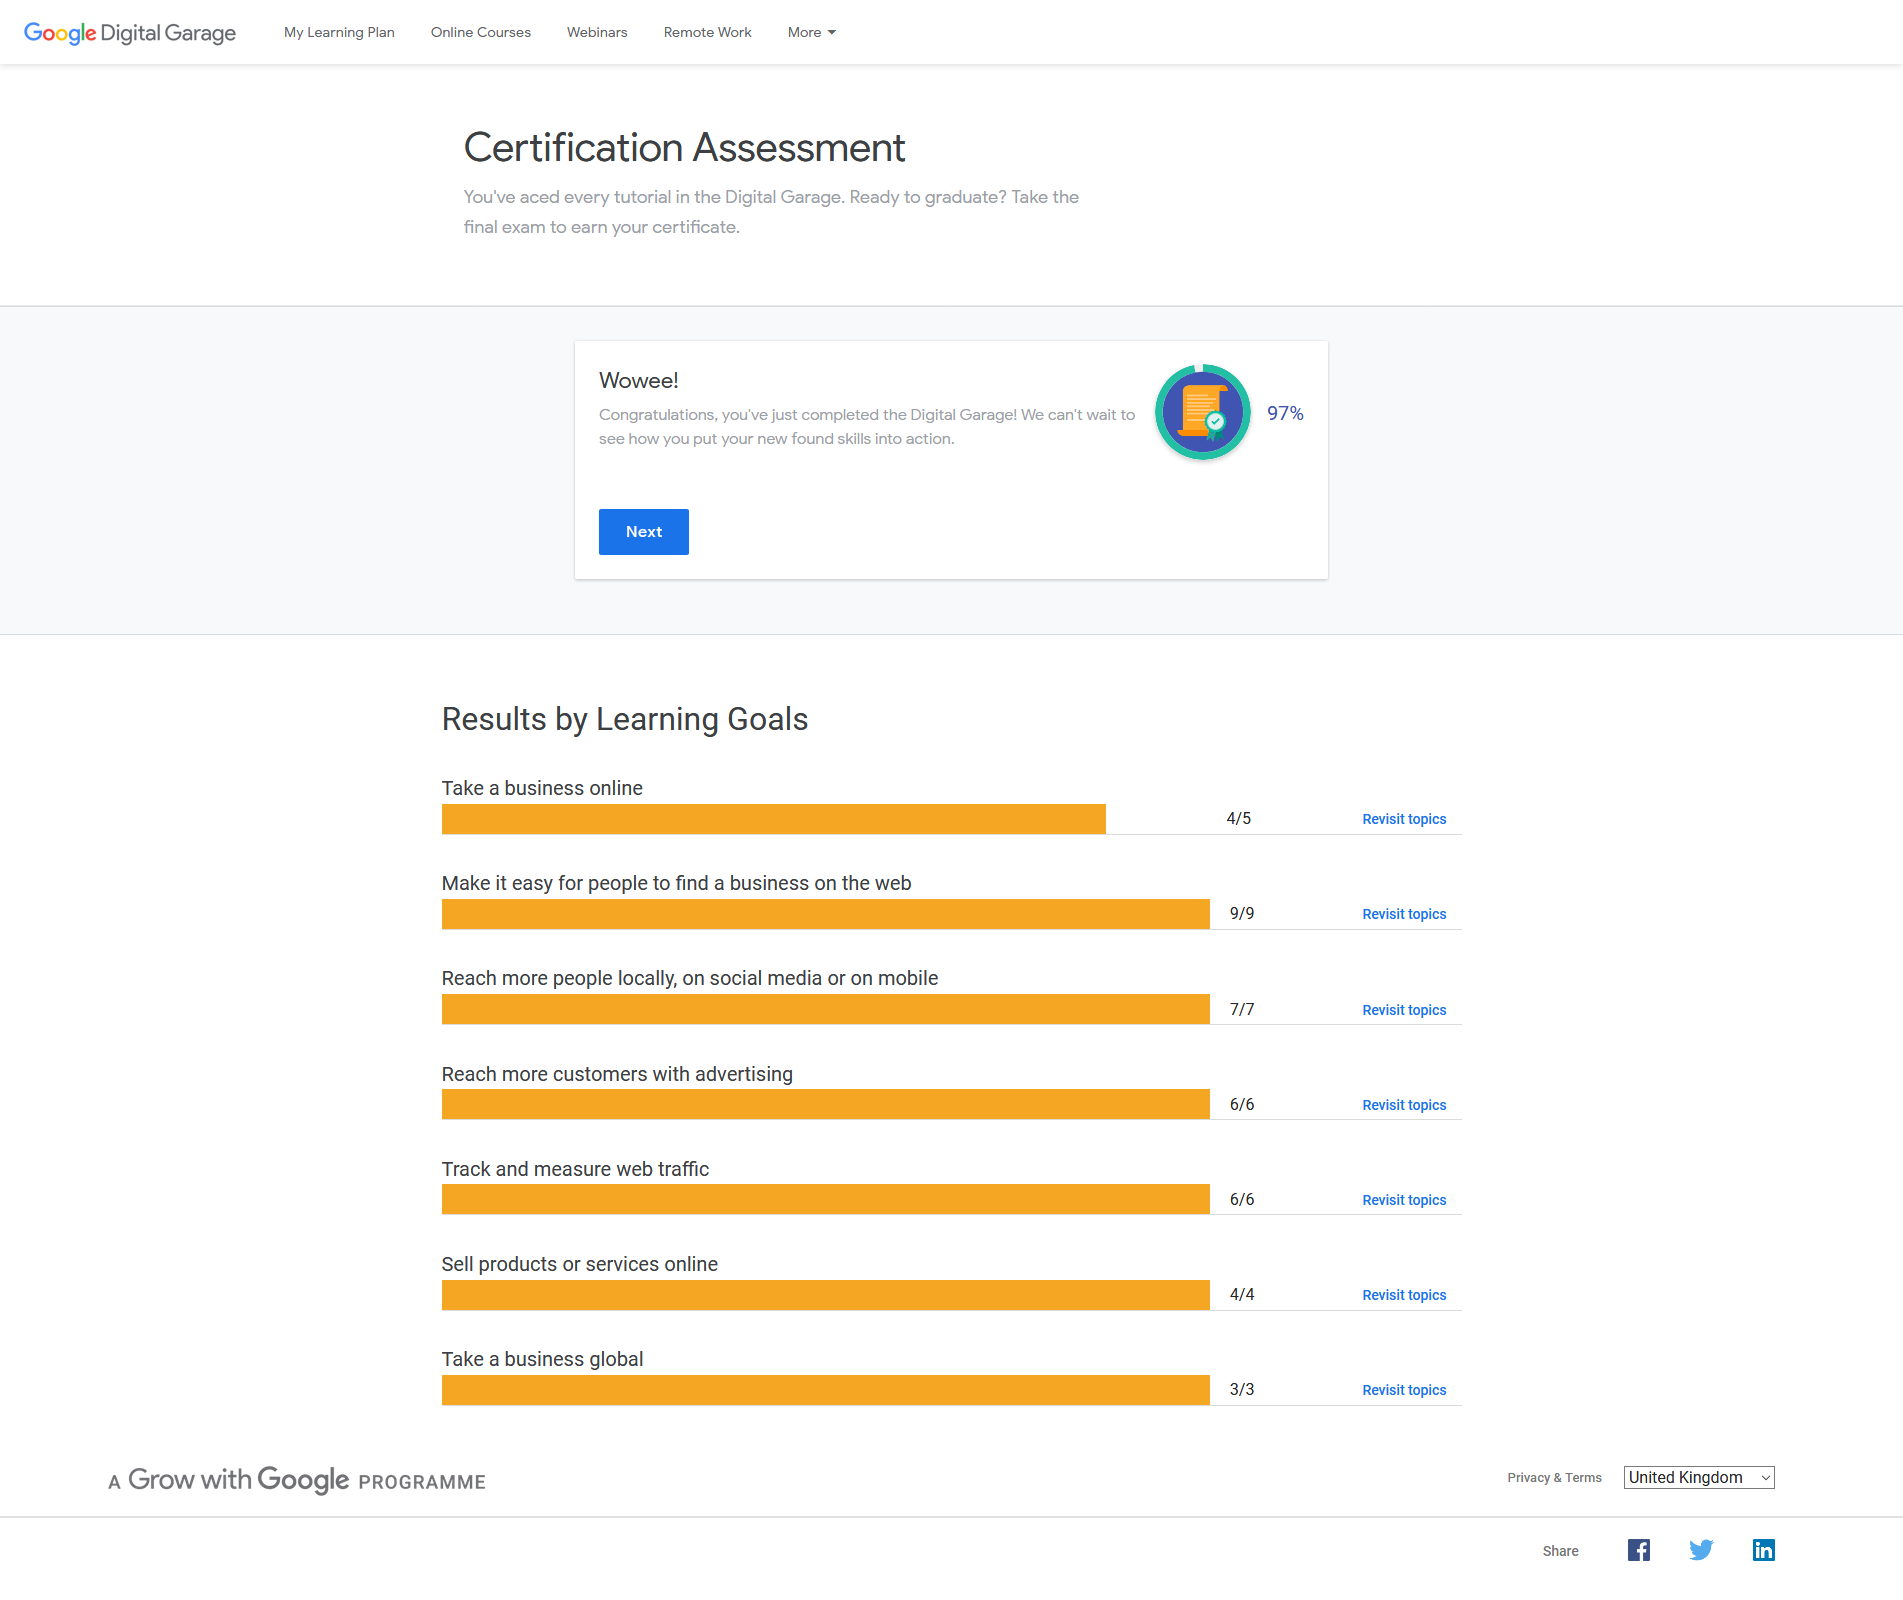 Google Digital Garage
My Learning Plan
Online Courses
Webinars
Remote Work
More
Certification Assessment
You've aced every tutorial in the Digital Garage. Ready to graduate? Take the
final exam to earn your certificate.
Wowee!
Congratulations, you've just completed the Digital Garage! We can't wait to
see how you put your new found skills into action.
97%
Next
Results by Learning Goals
Take a business online
4/5
Revisit topics
Make it easy for people to find a business on the web
9/9
Revisit topics
Reach more people locally, on social media or on mobile
7/7
Revisit topics
Reach more customers with advertising
6/6
Revisit topics
Track and measure web traffic
6/6
Revisit topics
Sell products or services online
4/4
Revisit topics
Take a business global
3/3
Revisit topics
A Grow with Google PROGRAMME
Privacy & Terms
United Kingdom
Share